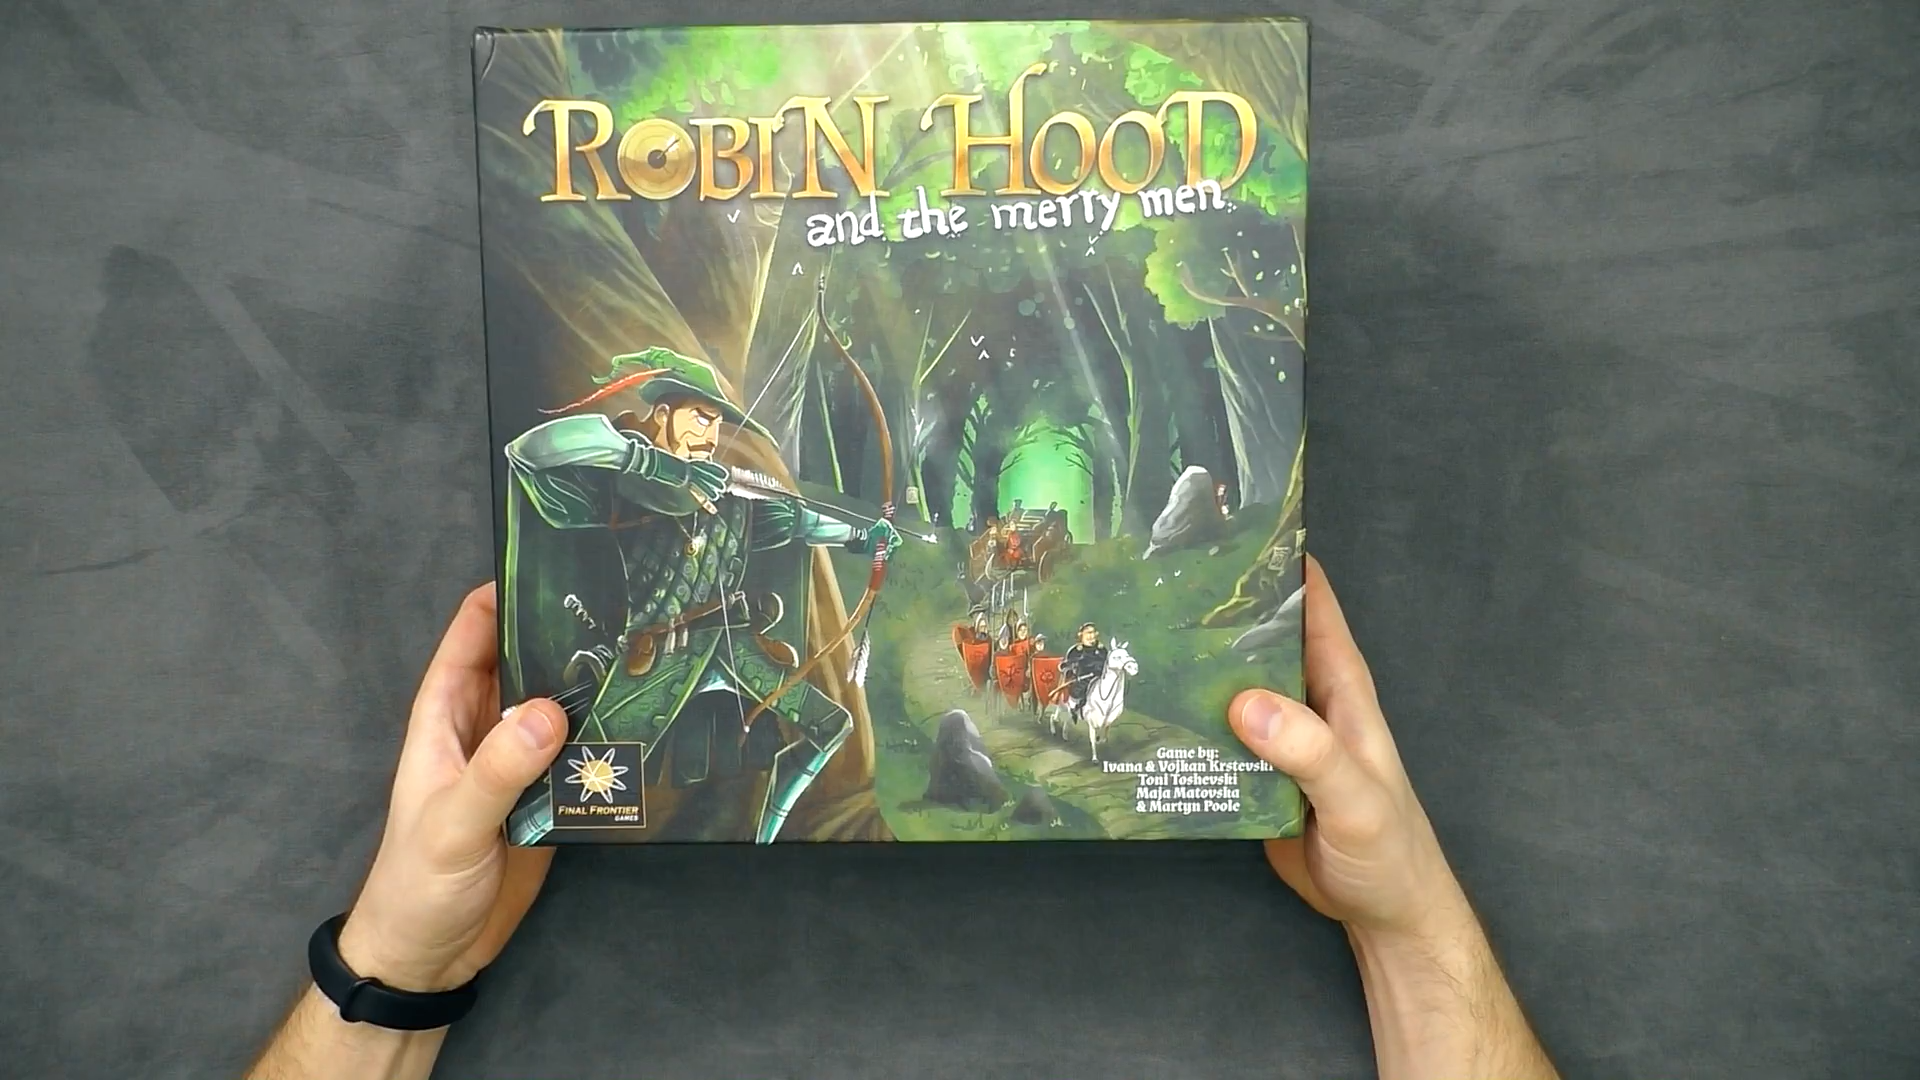 ROBIN HOOD
and the merry men
Game by:
Ivana & Vojkan Krstevski
Toni Toshevski
Maja Matovska
& Martyn Poole
FINAL FRONTIER
GAMES